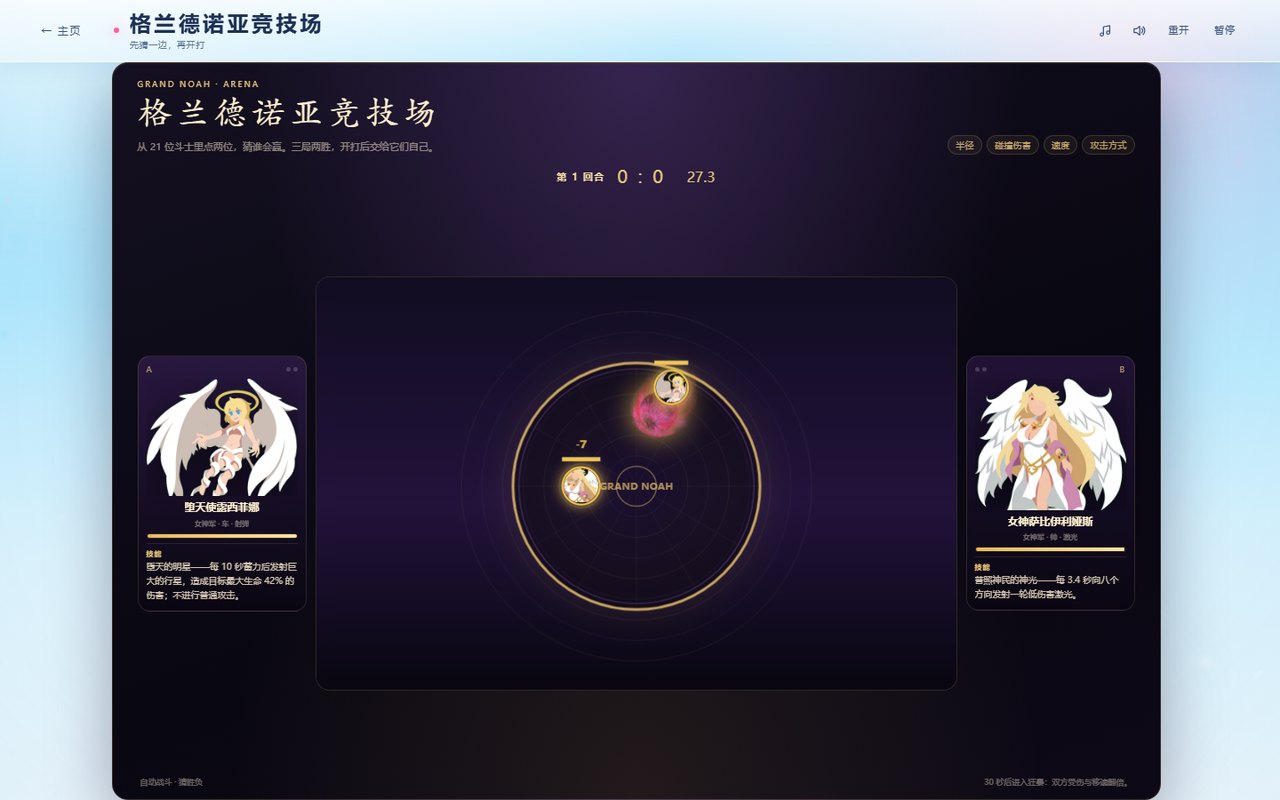 ← 主页
格兰德诺亚竞技场
先猜一边，再开打
重开
暂停
GRAND NOAH · ARENA
格兰德诺亚竞技场
从 21 位斗士里点两位，猜谁会赢。三局两胜，开打后交给它们自己。
半径
碰撞伤害
速度
攻击方式
第 1 回合 0 : 0 27.3
A
堕天使露西菲娜
女神军 · 车 · 射弹
技能
堕天的明星——每 10 秒蓄力后发射巨
大的行星，造成目标最大生命 42% 的
伤害；不进行普通攻击。
-7
GRAND NOAH
B
女神萨比伊利娅斯
女神军 · 帅 · 激光
技能
普照神民的神光——每 3.4 秒向八个
方向发射一轮低伤害激光。
自动战斗 · 猜胜负
30 秒后进入狂暴：双方受伤与移速翻倍。